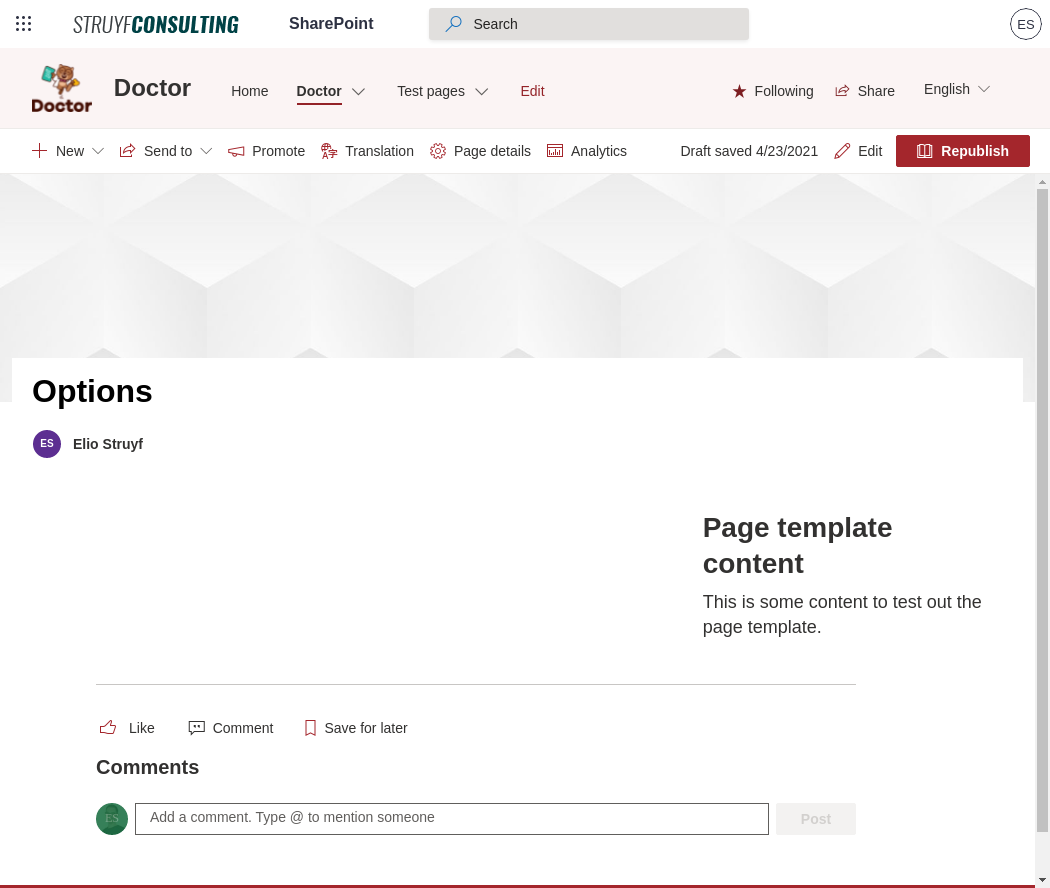 STRUYFCONSULTING SharePoint Search ES
Doctor Doctor Home Doctor Test pages Edit Following Share English
New Send to Promote Translation Page details Analytics Draft saved 4/23/2021 Edit Republish
Options
ES Elio Struyf
Page template
content
This is some content to test out the
page template.
Like Comment Save for later
Comments
ES Add a comment. Type @ to mention someone Post